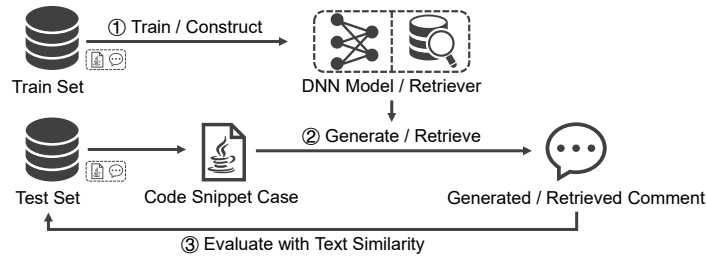 ① Train / Construct
Train Set
DNN Model / Retriever
② Generate / Retrieve
Test Set
Code Snippet Case
Generated / Retrieved Comment
③ Evaluate with Text Similarity